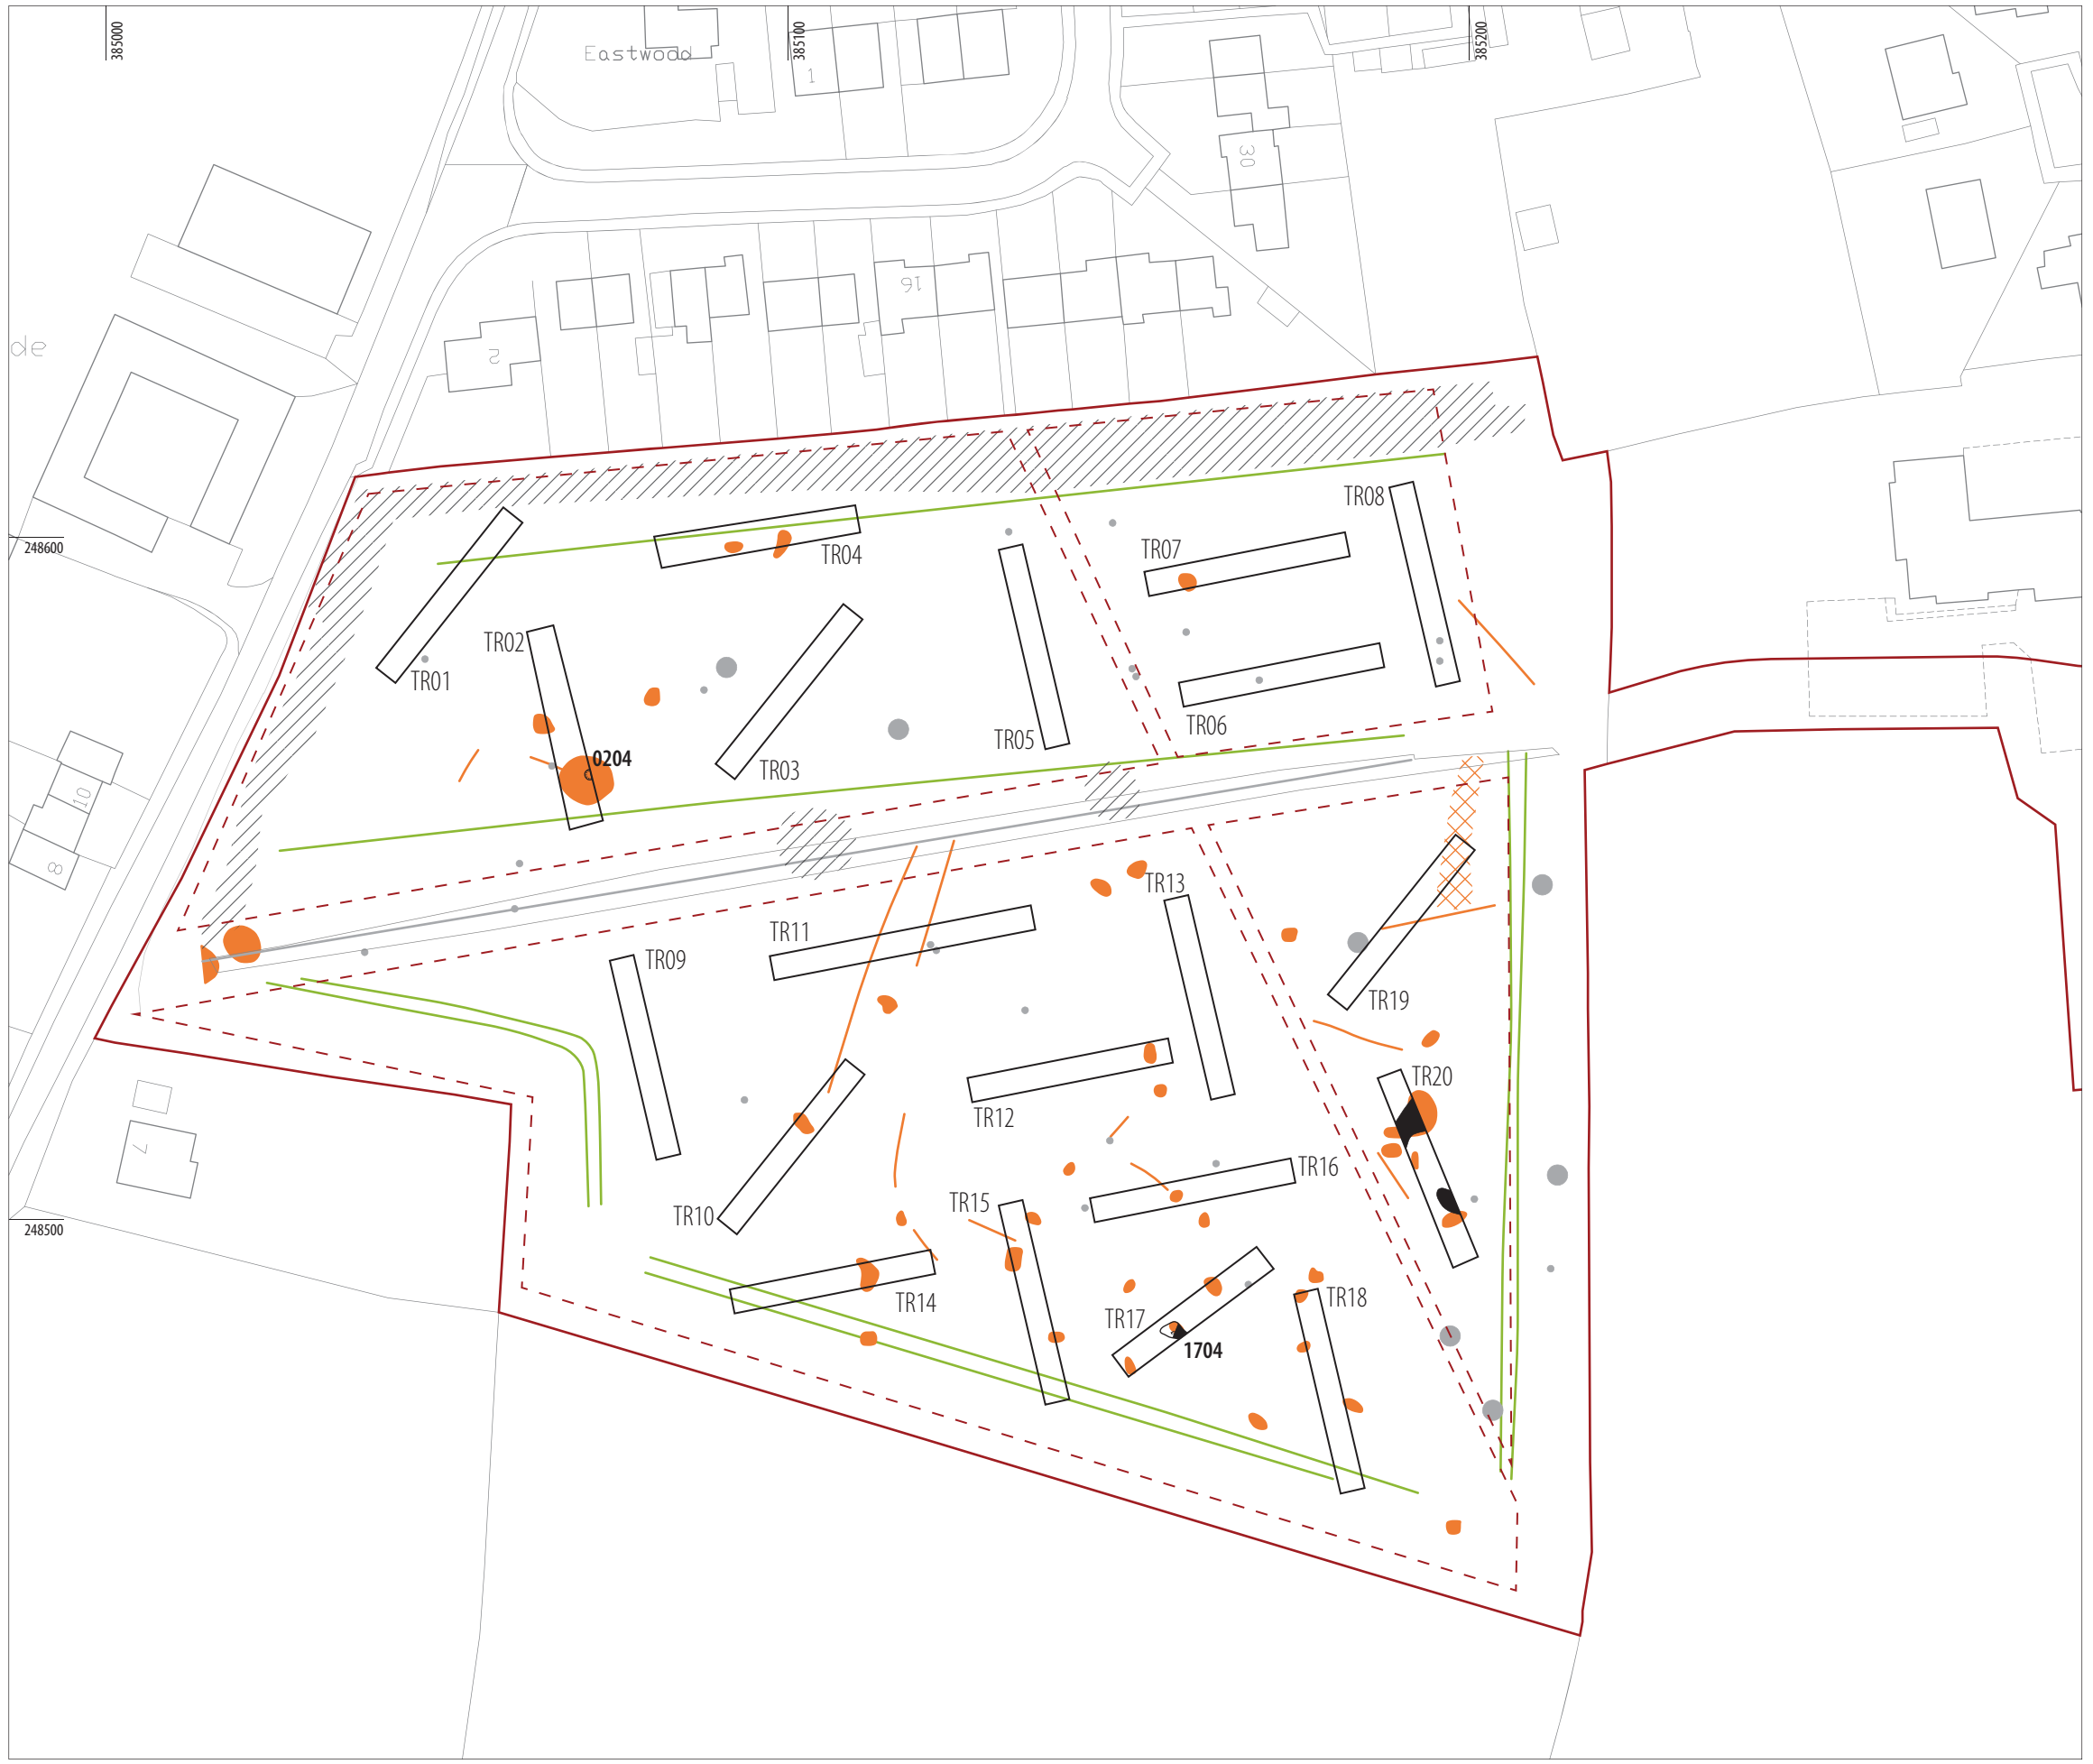 385000
385100
385200
Eastwood
1
30
16
2
de
248600
TR08
TR07
TR04
TR02
TR01
TR06
TR05
TR03
0204
10
8
TR13
TR11
TR09
TR19
TR20
TR12
7
TR16
TR15
TR10
248500
TR14
TR17
TR18
1704